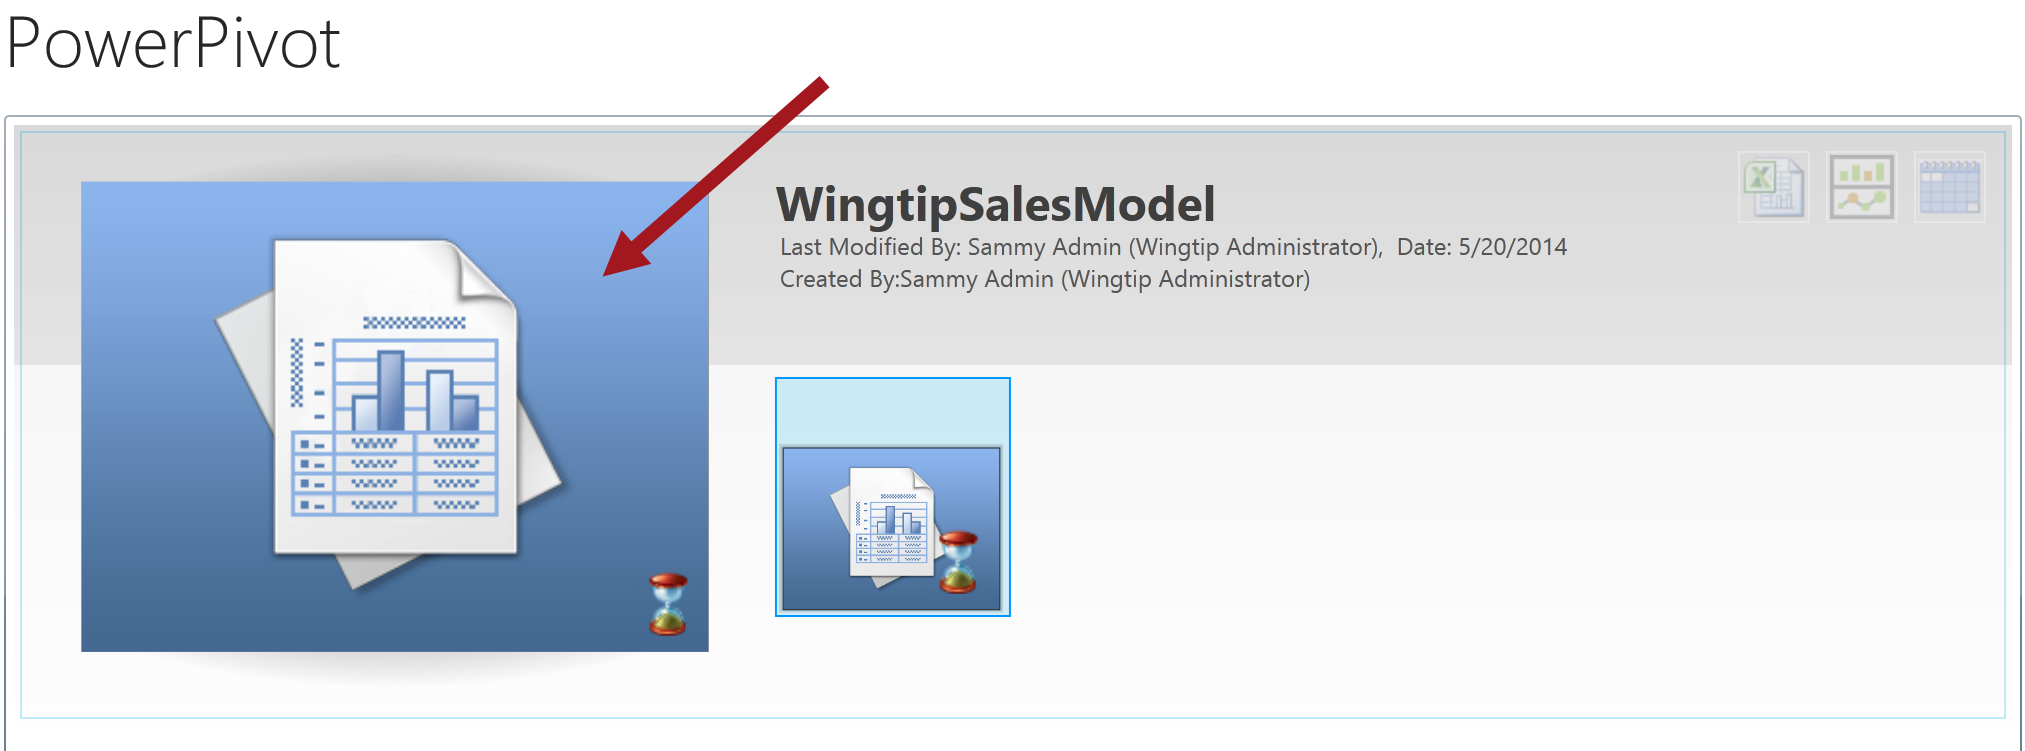 PowerPivot
WingtipSalesModel
Last Modified By: Sammy Admin (Wingtip Administrator),  Date: 5/20/2014
Created By:Sammy Admin (Wingtip Administrator)